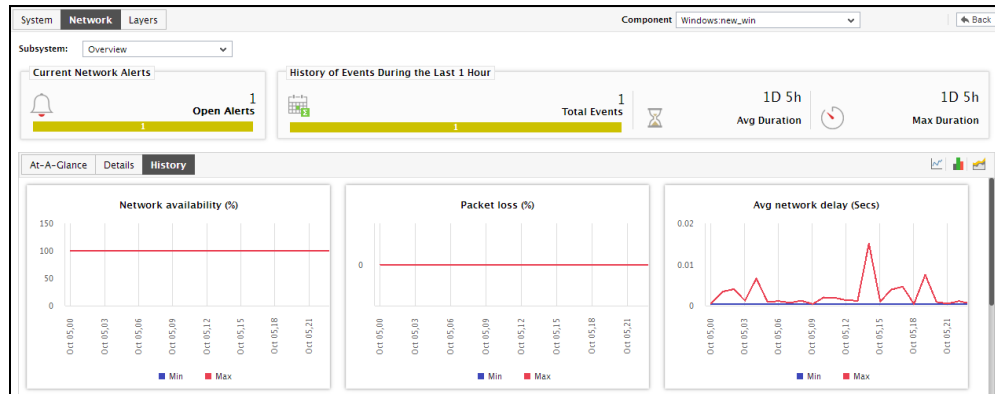 System Network Layers Component Windows:new_win Back
Subsystem: Overview
Current Network Alerts
1
Open Alerts
1
History of Events During the Last 1 Hour
1
Total Events
1
1D 5h
Avg Duration
1D 5h
Max Duration
At-A-Glance Details History
Network availability (%)
150
100
50
0
Oct 05,00 Oct 05,03 Oct 05,06 Oct 05,09 Oct 05,12 Oct 05,15 Oct 05,18 Oct 05,21
Min Max
Packet loss (%)
0
Oct 05,00 Oct 05,03 Oct 05,06 Oct 05,09 Oct 05,12 Oct 05,15 Oct 05,18 Oct 05,21
Min Max
Avg network delay (Secs)
0.02
0.01
0
Oct 05,00 Oct 05,03 Oct 05,06 Oct 05,09 Oct 05,12 Oct 05,15 Oct 05,18 Oct 05,21
Min Max